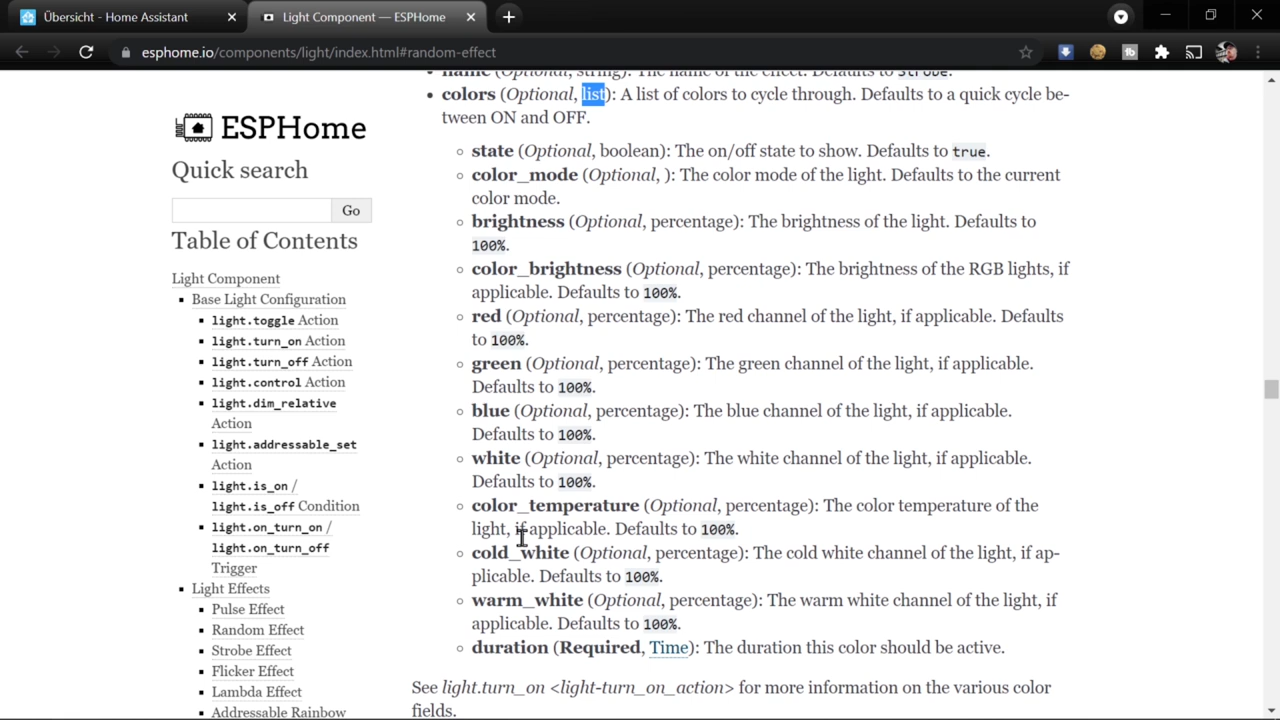 Übersicht - Home Assistant
Light Component — ESPHome
esphome.io/components/light/index.html#random-effect
ESPHome
Quick search
Go
Table of Contents
Light Component
Base Light Configuration
light.toggle Action
light.turn_on Action
light.turn_off Action
light.control Action
light.dim_relative
Action
light.addressable_set
Action
light.is_on /
light.is_off Condition
light.on_turn_on /
light.on_turn_off
Trigger
Light Effects
Pulse Effect
Random Effect
Strobe Effect
Flicker Effect
Lambda Effect
Addressable Rainbow
name (Optional, string): The name of the effect. Defaults to Strobe.
colors (Optional, list): A list of colors to cycle through. Defaults to a quick cycle be-
tween ON and OFF.
state (Optional, boolean): The on/off state to show. Defaults to true.
color_mode (Optional, ): The color mode of the light. Defaults to the current
color mode.
brightness (Optional, percentage): The brightness of the light. Defaults to
100%.
color_brightness (Optional, percentage): The brightness of the RGB lights, if
applicable. Defaults to 100%.
red (Optional, percentage): The red channel of the light, if applicable. Defaults
to 100%.
green (Optional, percentage): The green channel of the light, if applicable.
Defaults to 100%.
blue (Optional, percentage): The blue channel of the light, if applicable.
Defaults to 100%.
white (Optional, percentage): The white channel of the light, if applicable.
Defaults to 100%.
color_temperature (Optional, percentage): The color temperature of the
light, if applicable. Defaults to 100%.
cold_white (Optional, percentage): The cold white channel of the light, if ap-
plicable. Defaults to 100%.
warm_white (Optional, percentage): The warm white channel of the light, if
applicable. Defaults to 100%.
duration (Required, Time): The duration this color should be active.
See light.turn_on <light-turn_on_action> for more information on the various color
fields.